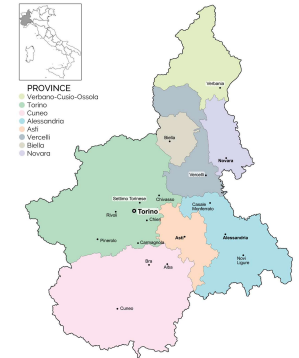 PROVINCE
Verbano-Cusio-Ossola
Torino
Cuneo
Alessandria
Asti
Vercelli
Biella
Novara
Verbania
Biella
Novara
Vercelli
Settimo Torinese
Chivasso
Casale
Monferrato
Torino
Rivoli
Chieri
Asti
Alessandria
Pinerolo
Carmagnola
Novi
Ligure
Bra
Alba
Cuneo